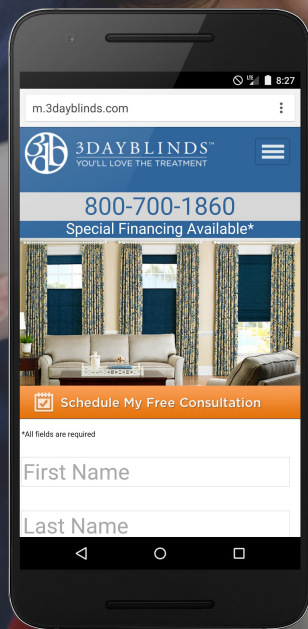 8:27
m.3dayblinds.com
3DAYBLINDS™
YOU'LL LOVE THE TREATMENT
800-700-1860
Special Financing Available*
Schedule My Free Consultation
*All fields are required
First Name
Last Name